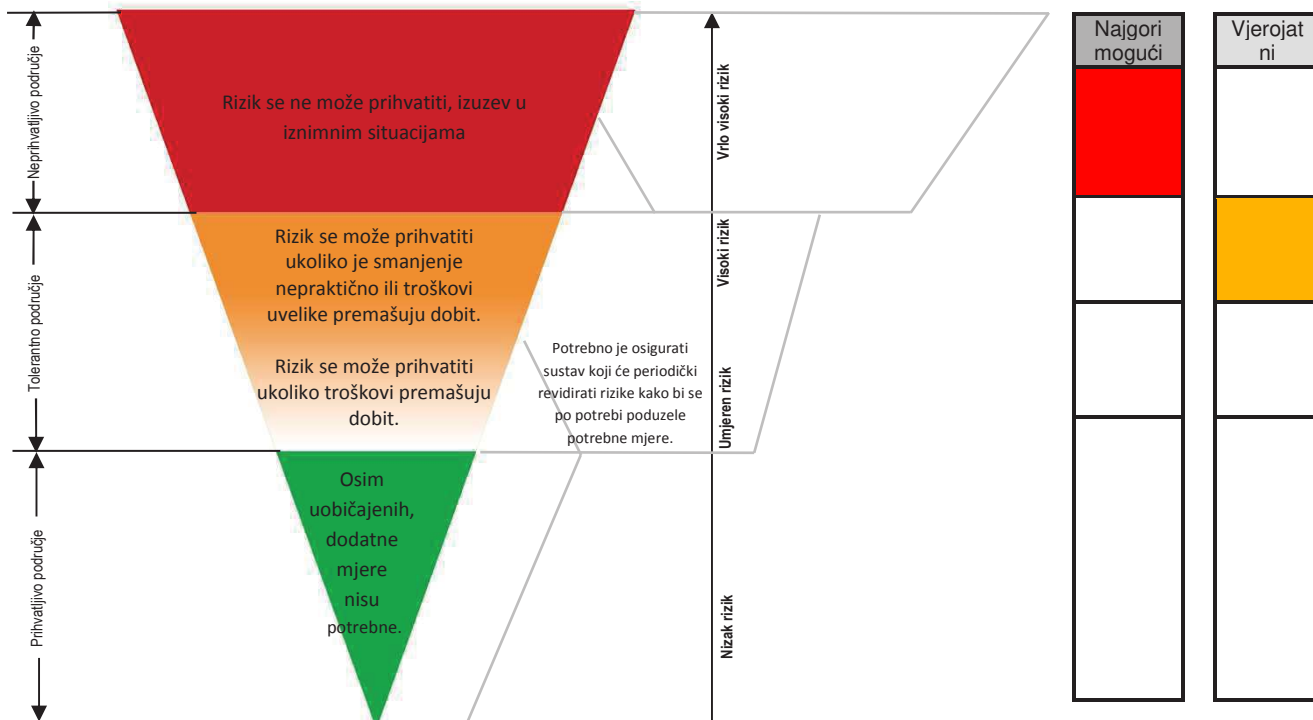 Neprihvatljivo područje
Tolerantno područje
Prihvatljivo područje
Rizik se ne može prihvatiti, izuzev u
iznimnim situacijama
Rizik se može prihvatiti
ukoliko je smanjenje
nepraktično ili troškovi
uvelike premašuju dobit.
Rizik se može prihvatiti
ukoliko troškovi premašuju
dobit.
Osim
uobičajenih,
dodatne
mjere
nisu
potrebne.
Potrebno je osigurati
sustav koji će periodički
revidirati rizike kako bi se
po potrebi poduzele
potrebne mjere.
Vrlo visoki rizik
Visoki rizik
Umjeren rizik
Nizak rizik
Najgori
mogući
Vjerojat
ni